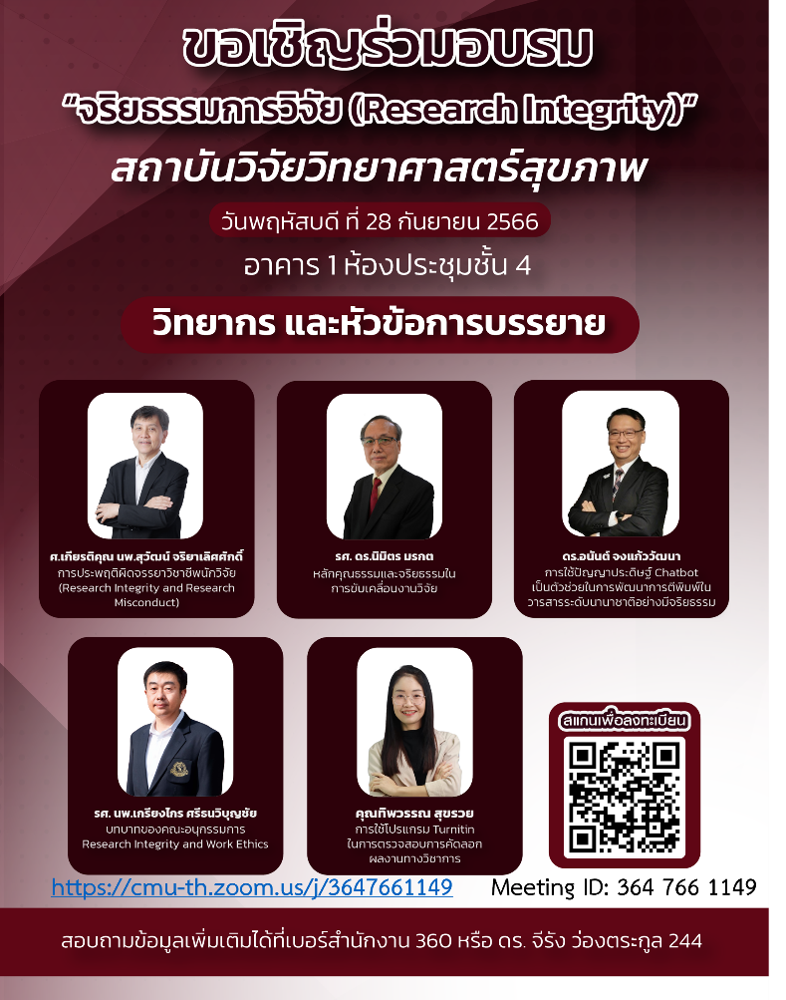 ขอเชิญร่วมอบรม
“จริยธรรมการวิจัย (Research Integrity)”
สถาบันวิจัยวิทยาศาสตร์สุขภาพ
วันพฤหัสบดี ที่ 28 กันยายน 2566
อาคาร 1 ห้องประชุมชั้น 4
วิทยากร และหัวข้อการบรรยาย
ศ.เกียรติคุณ นพ.สุวัฒน์ จริยาเลิศศักดิ์
การประพฤติผิดจรรยาวิชาชีพนักวิจัย
(Research Integrity and Research
Misconduct)
รศ. ดร.นิมิตร มรกต
หลักคุณธรรมและจริยธรรมใน
การขับเคลื่อนงานวิจัย
ดร.อนันต์ จงแก้ววัฒนา
การใช้ปัญญาประดิษฐ์ Chatbot
เป็นตัวช่วยในการพัฒนาการตีพิมพ์ใน
วารสารระดับนานาชาติอย่างมีจริยธรรม
รศ. นพ.เกรียงไกร ศรีธนวิบุญชัย
บทบาทของคณะอนุกรรมการ
Research Integrity and Work Ethics
คุณทิพวรรณ สุขรวย
การใช้โปรแกรม Turnitin
ในการตรวจสอบการคัดลอก
ผลงานทางวิชาการ
สแกนเพื่อลงทะเบียน
https://cmu-th.zoom.us/j/3647661149 Meeting ID: 364 766 1149
สอบถามข้อมูลเพิ่มเติมได้ที่เบอร์สำนักงาน 360 หรือ ดร. จีรัง ว่องตระกูล 244